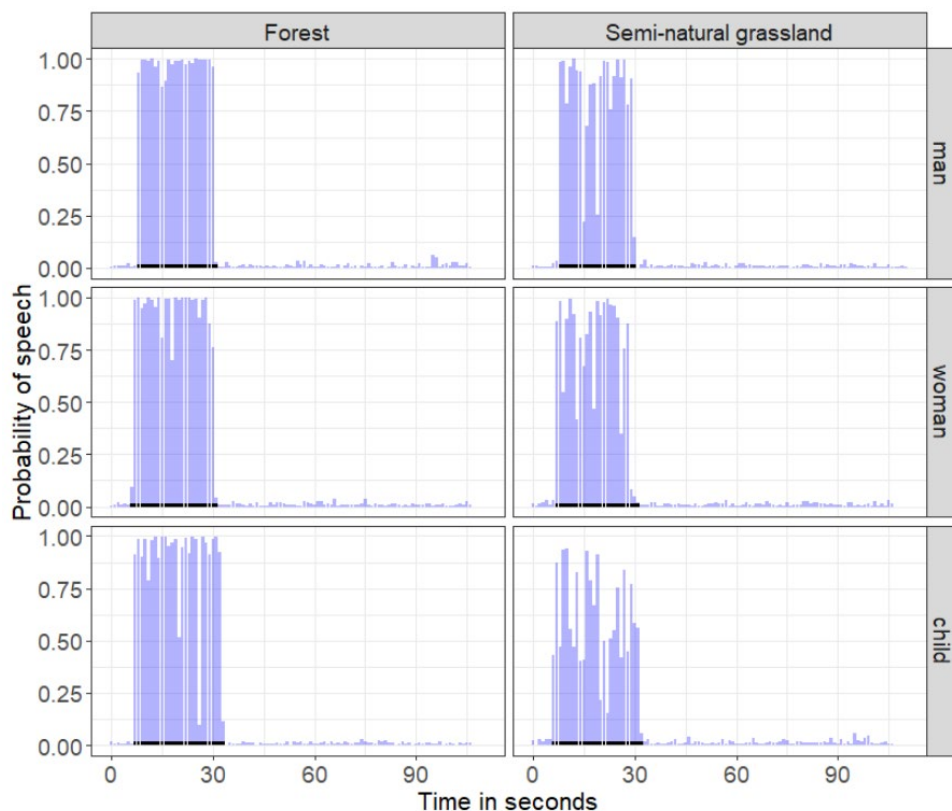 Forest
Semi-natural grassland
1.00
0.75
0.50
0.25
0.00
man
1.00
0.75
0.50
0.25
0.00
woman
1.00
0.75
0.50
0.25
0.00
child
Probability of speech
0 30 60 90
0 30 60 90
Time in seconds